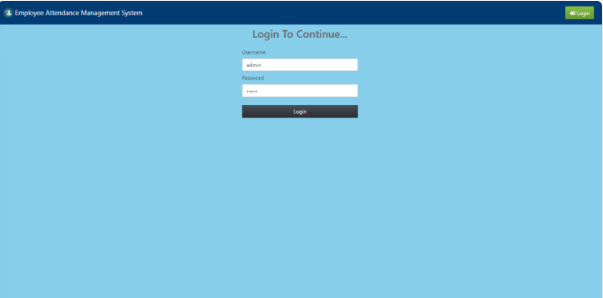 Employee Attendance Management System
Login
Login To Continue...
Username
admin
Password
•••••
Login